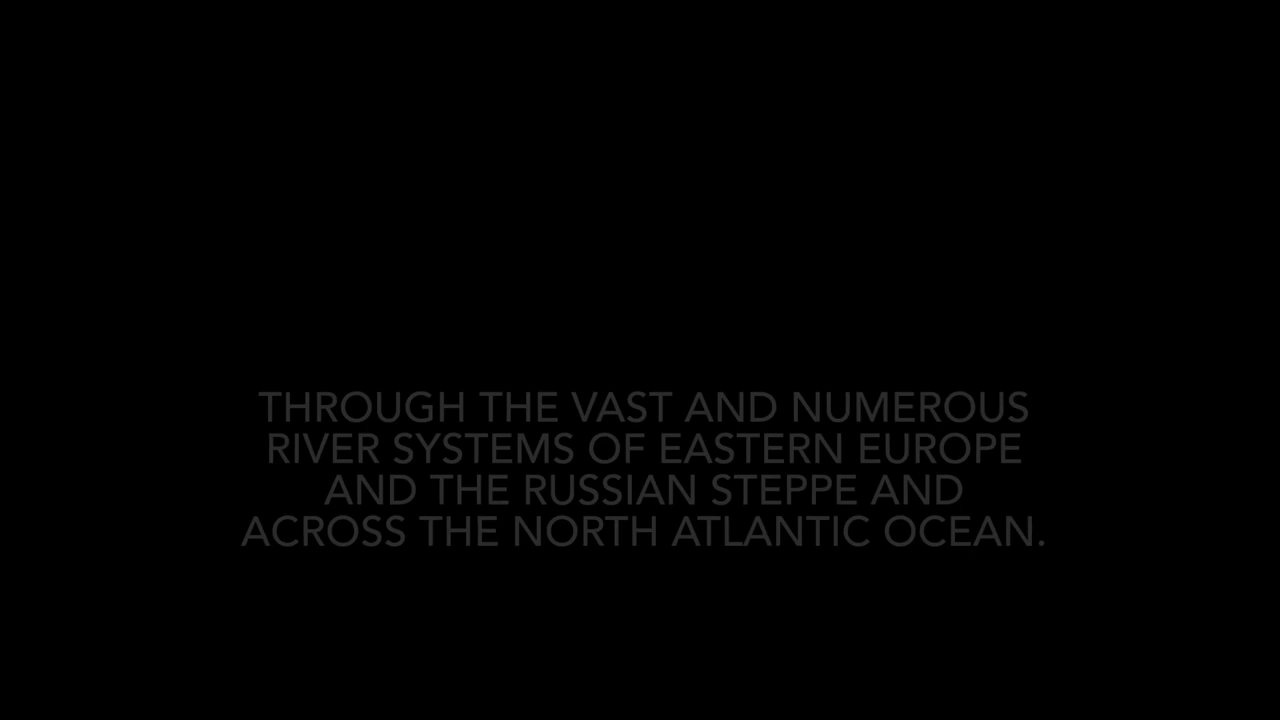 THROUGH THE VAST AND NUMEROUS
RIVER SYSTEMS OF EASTERN EUROPE
AND THE RUSSIAN STEPPE AND
ACROSS THE NORTH ATLANTIC OCEAN.